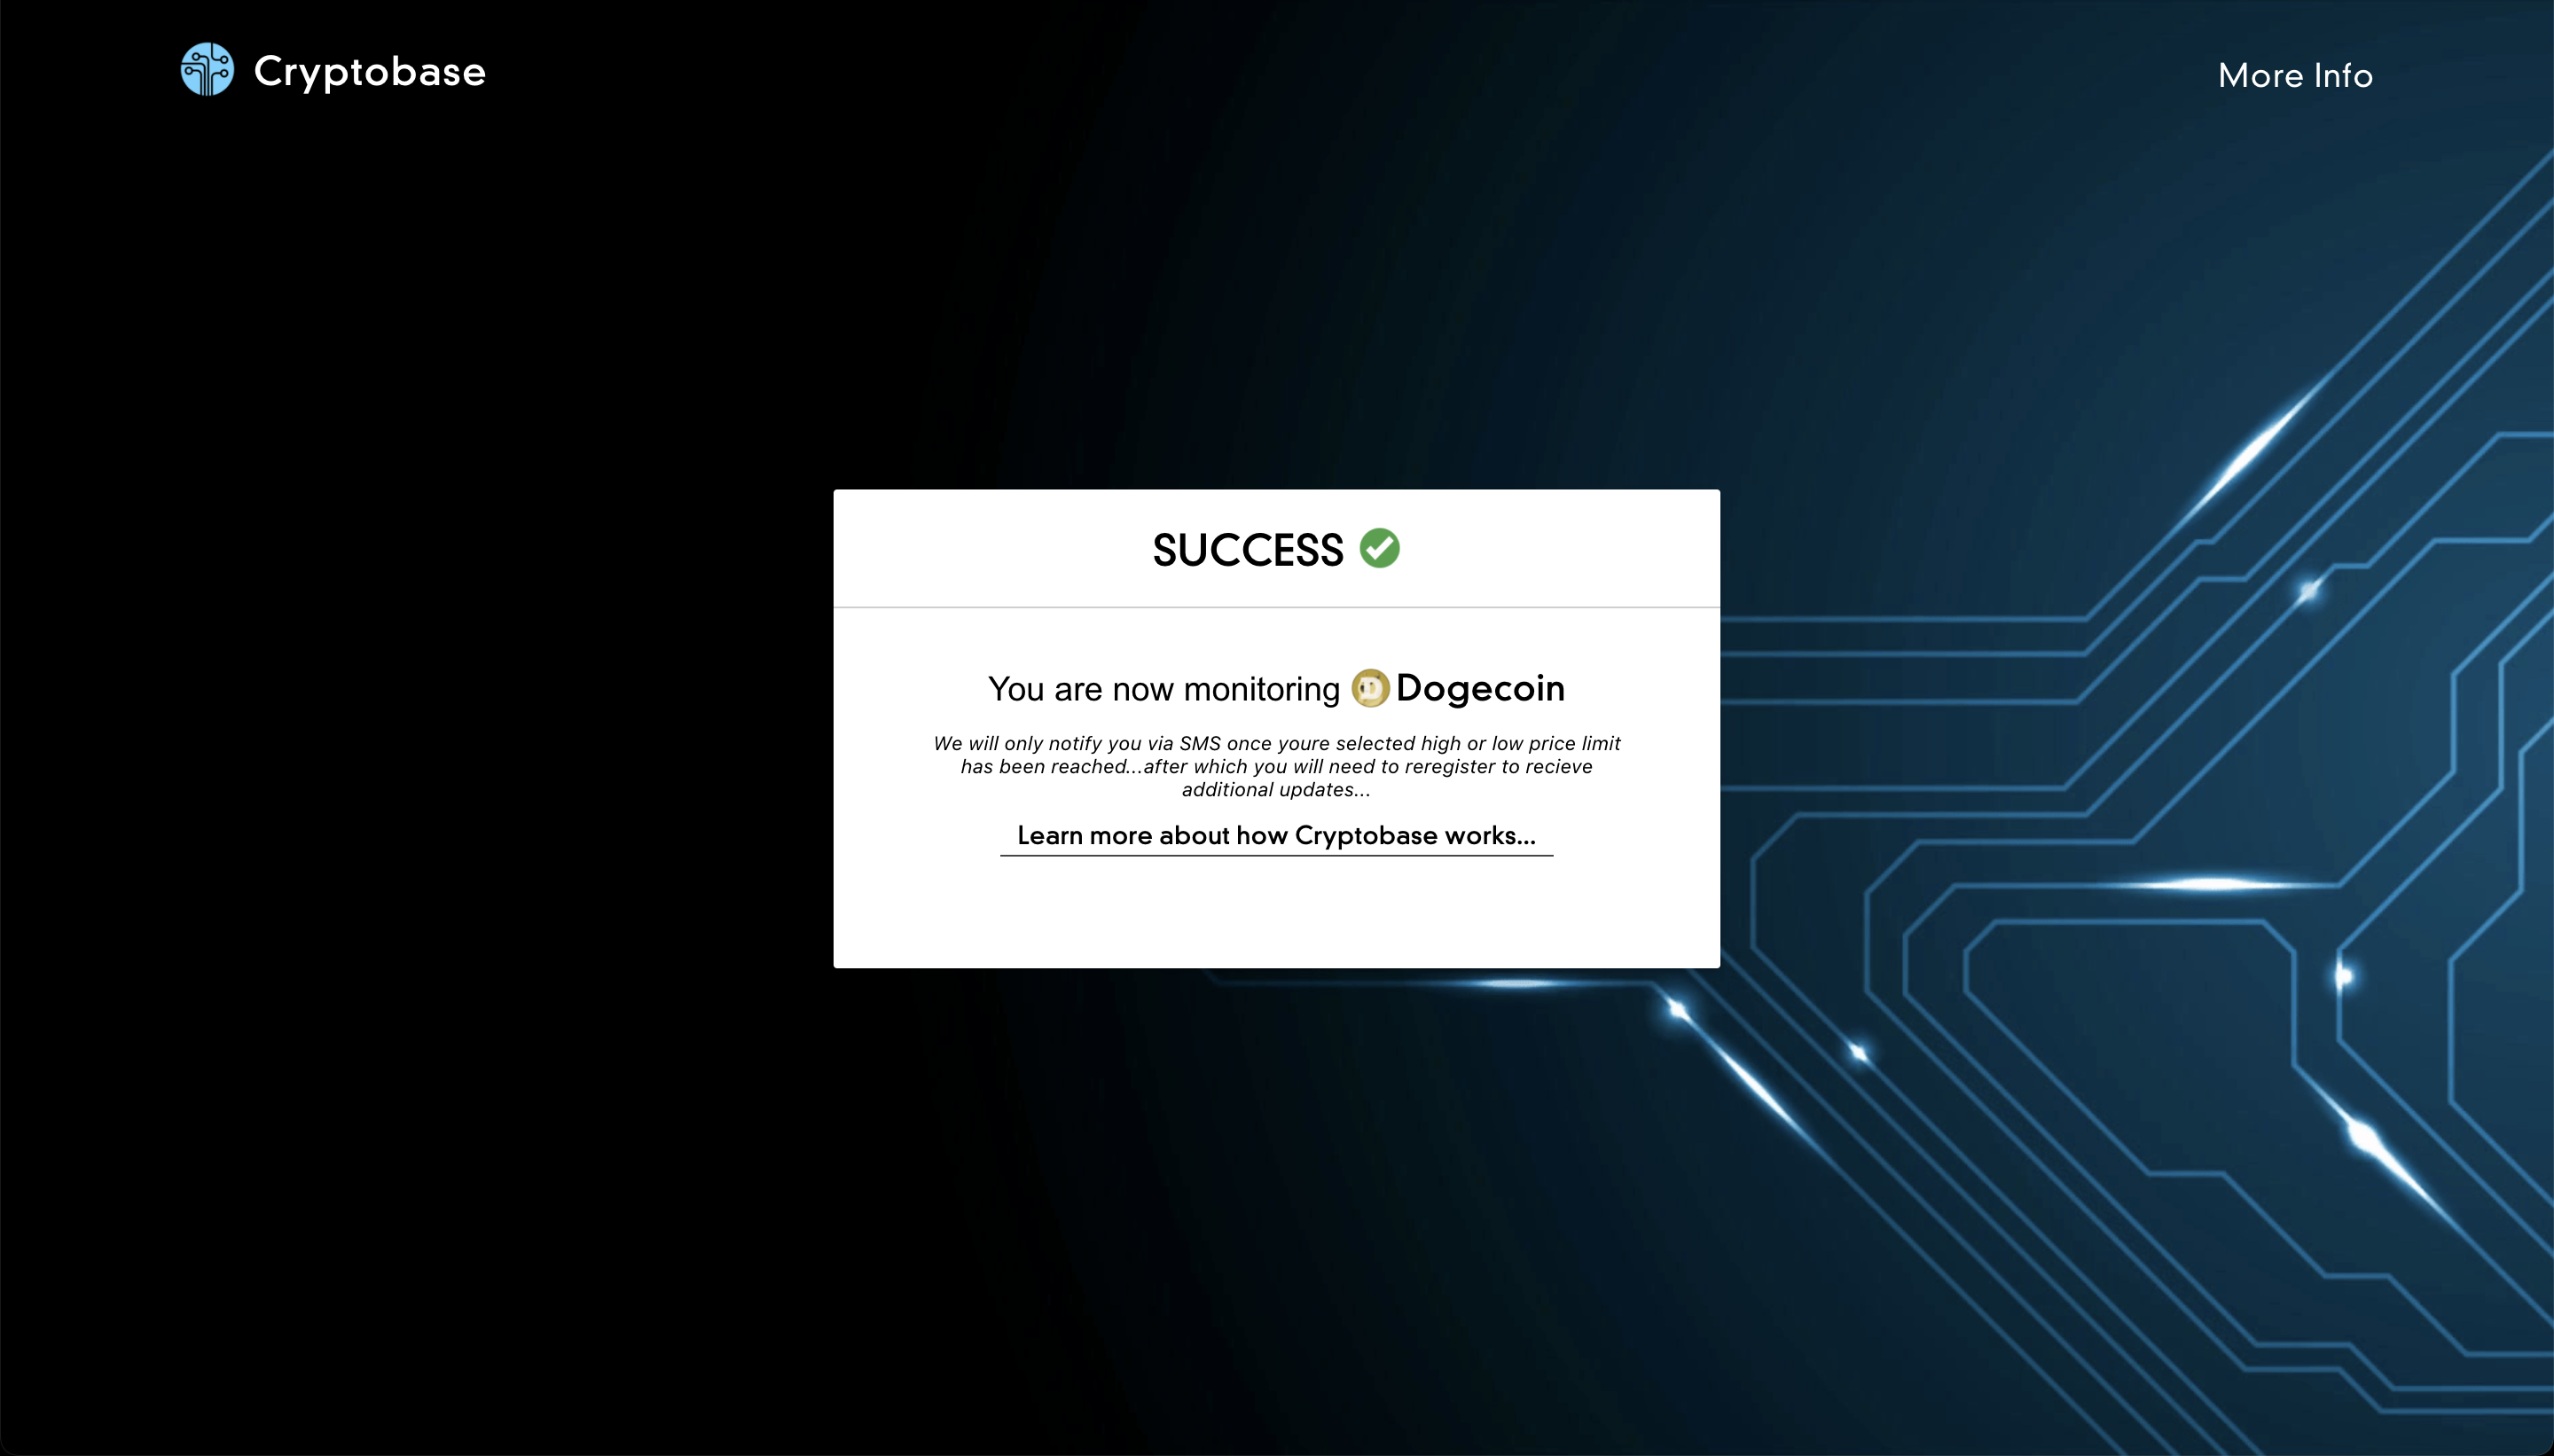 Cryptobase
More Info
SUCCESS
You are now monitoring Dogecoin
We will only notify you via SMS once youre selected high or low price limit
has been reached...after which you will need to reregister to recieve
additional updates...
Learn more about how Cryptobase works...